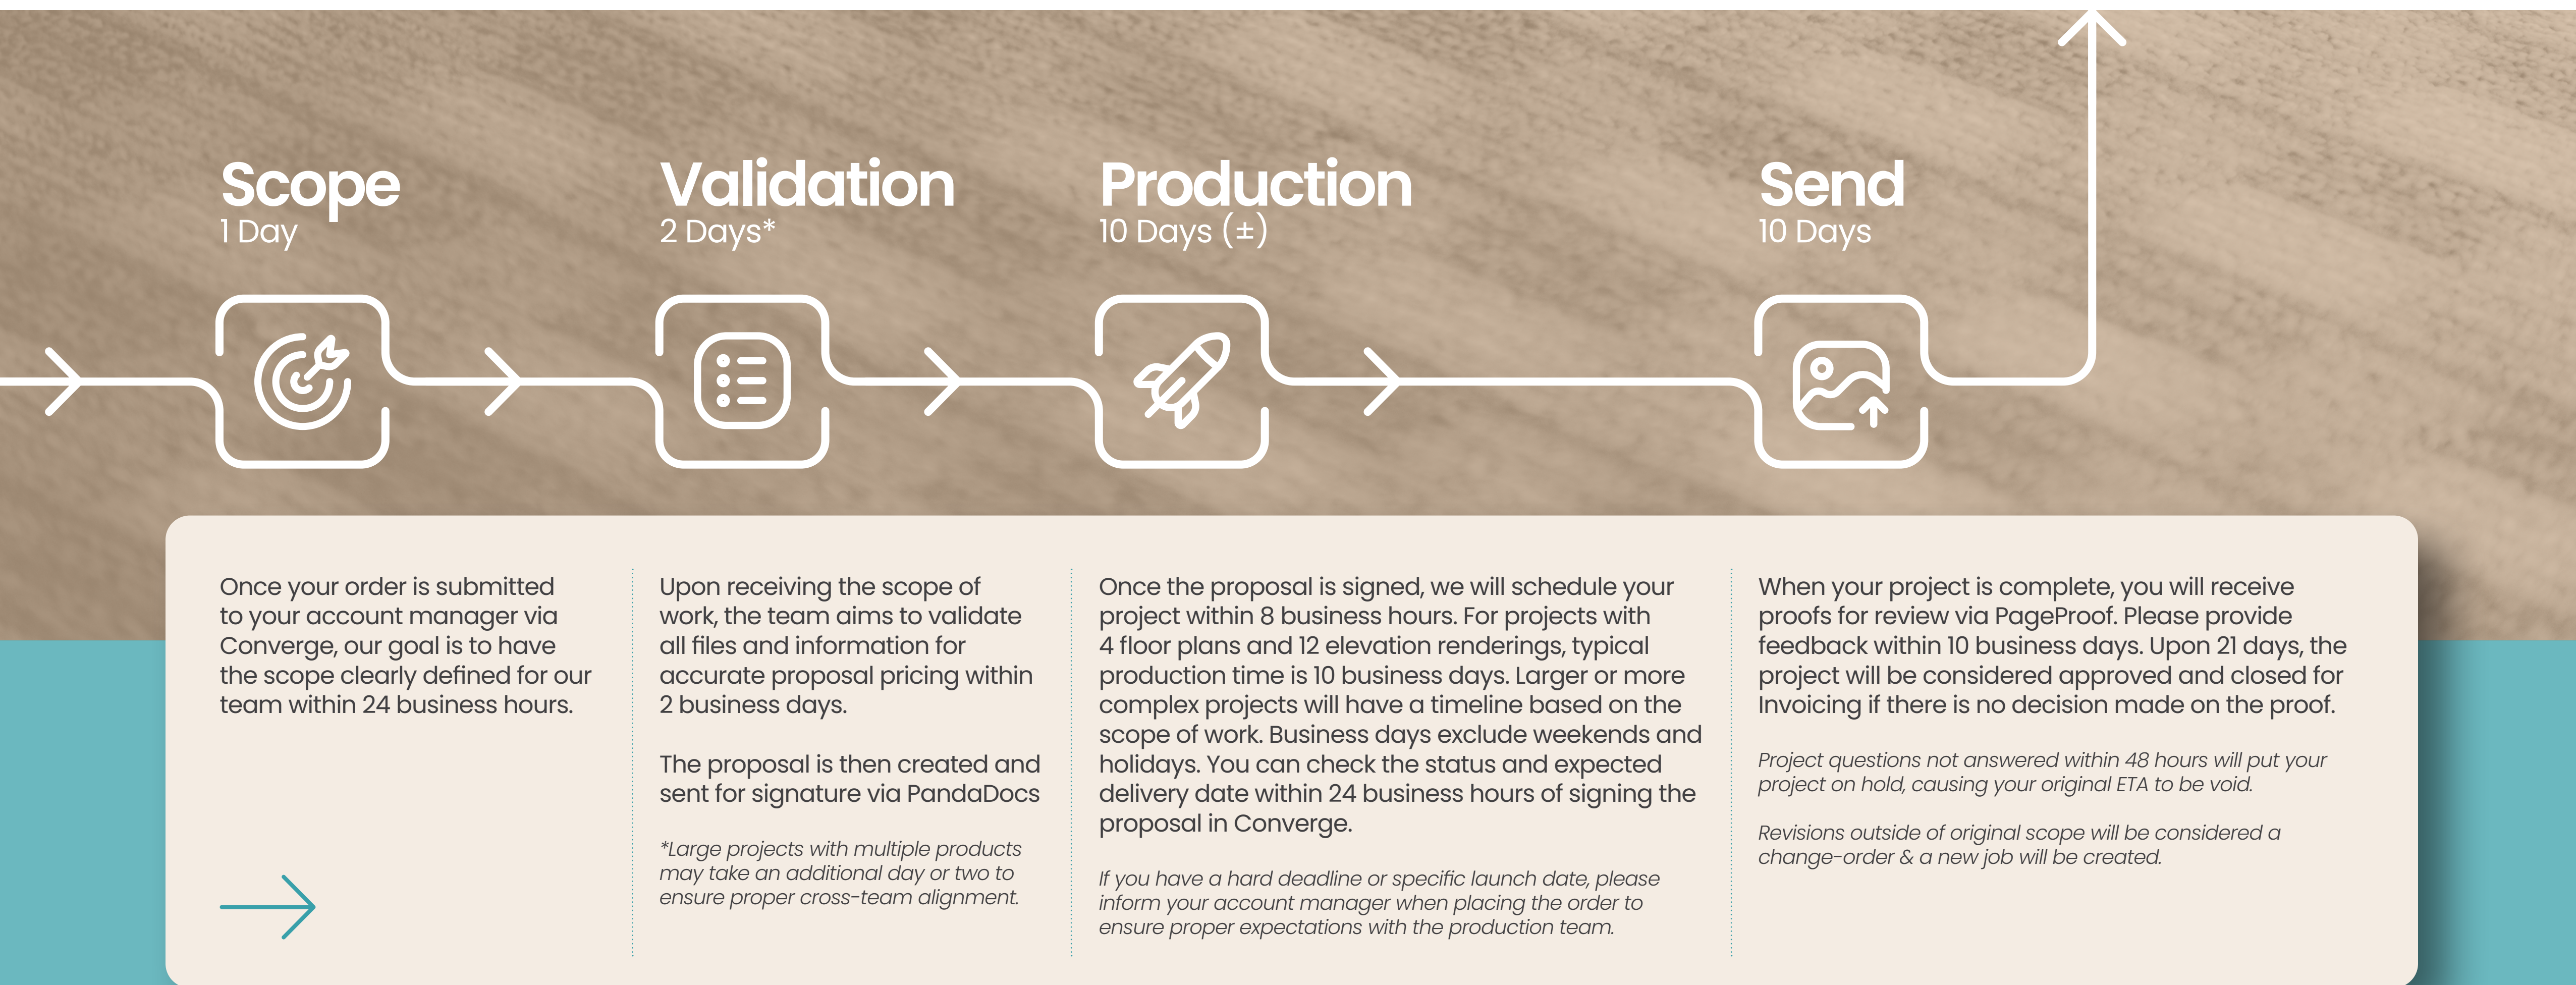 Scope
1 Day
Validation
2 Days*
Production
10 Days (±)
Send
10 Days
Once your order is submitted
to your account manager via
Converge, our goal is to have
the scope clearly defined for our
team within 24 business hours.
Upon receiving the scope of
work, the team aims to validate
all files and information for
accurate proposal pricing within
2 business days.
The proposal is then created and
sent for signature via PandaDocs
*Large projects with multiple products
may take an additional day or two to
ensure proper cross-team alignment.
Once the proposal is signed, we will schedule your
project within 8 business hours. For projects with
4 floor plans and 12 elevation renderings, typical
production time is 10 business days. Larger or more
complex projects will have a timeline based on the
scope of work. Business days exclude weekends and
holidays. You can check the status and expected
delivery date within 24 business hours of signing the
proposal in Converge.
If you have a hard deadline or specific launch date, please
inform your account manager when placing the order to
ensure proper expectations with the production team.
When your project is complete, you will receive
proofs for review via PageProof. Please provide
feedback within 10 business days. Upon 21 days, the
project will be considered approved and closed for
Invoicing if there is no decision made on the proof.
Project questions not answered within 48 hours will put your
project on hold, causing your original ETA to be void.
Revisions outside of original scope will be considered a
change-order & a new job will be created.